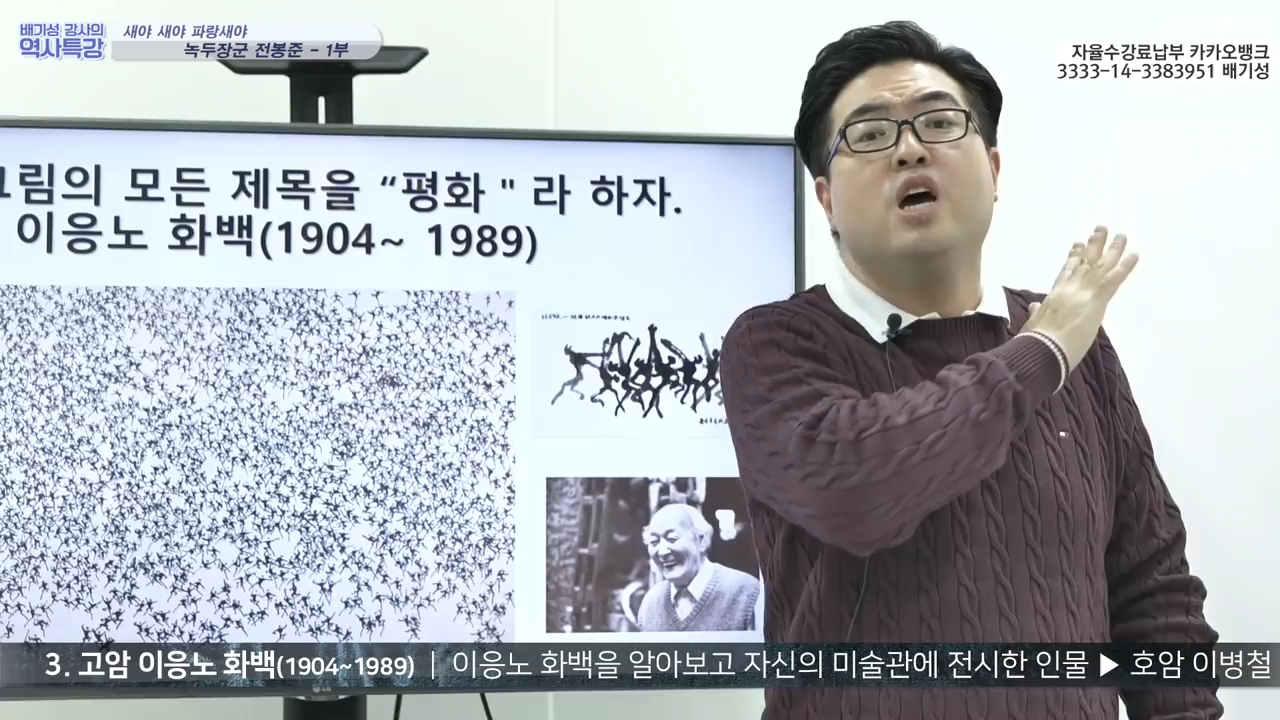 배기성 강사의
역사특강
새야 새야 파랑새야
녹두장군 전봉준 - 1부
자율수강료납부 카카오뱅크
3333-14-3383951 배기성
림의 모든 제목을 “평화 " 라 하자.
이응노 화백(1904~ 1989)
3. 고암 이응노 화백(1904~1989) | 이응노 화백을 알아보고 자신의 미술관에 전시한 인물 ▶ 호암 이병철
LG